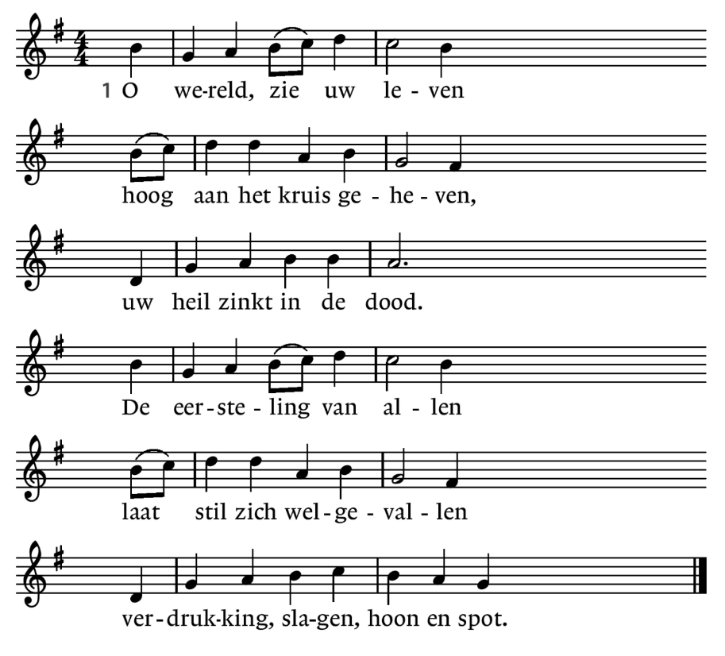 1 O we-reld, zie uw le - ven
hoog aan het kruis ge - he - ven,
uw heil zinkt in de dood.
De eer-ste - ling van al - len
laat stil zich wel-ge - val - len
ver-druk-king, sla-gen, hoon en spot.